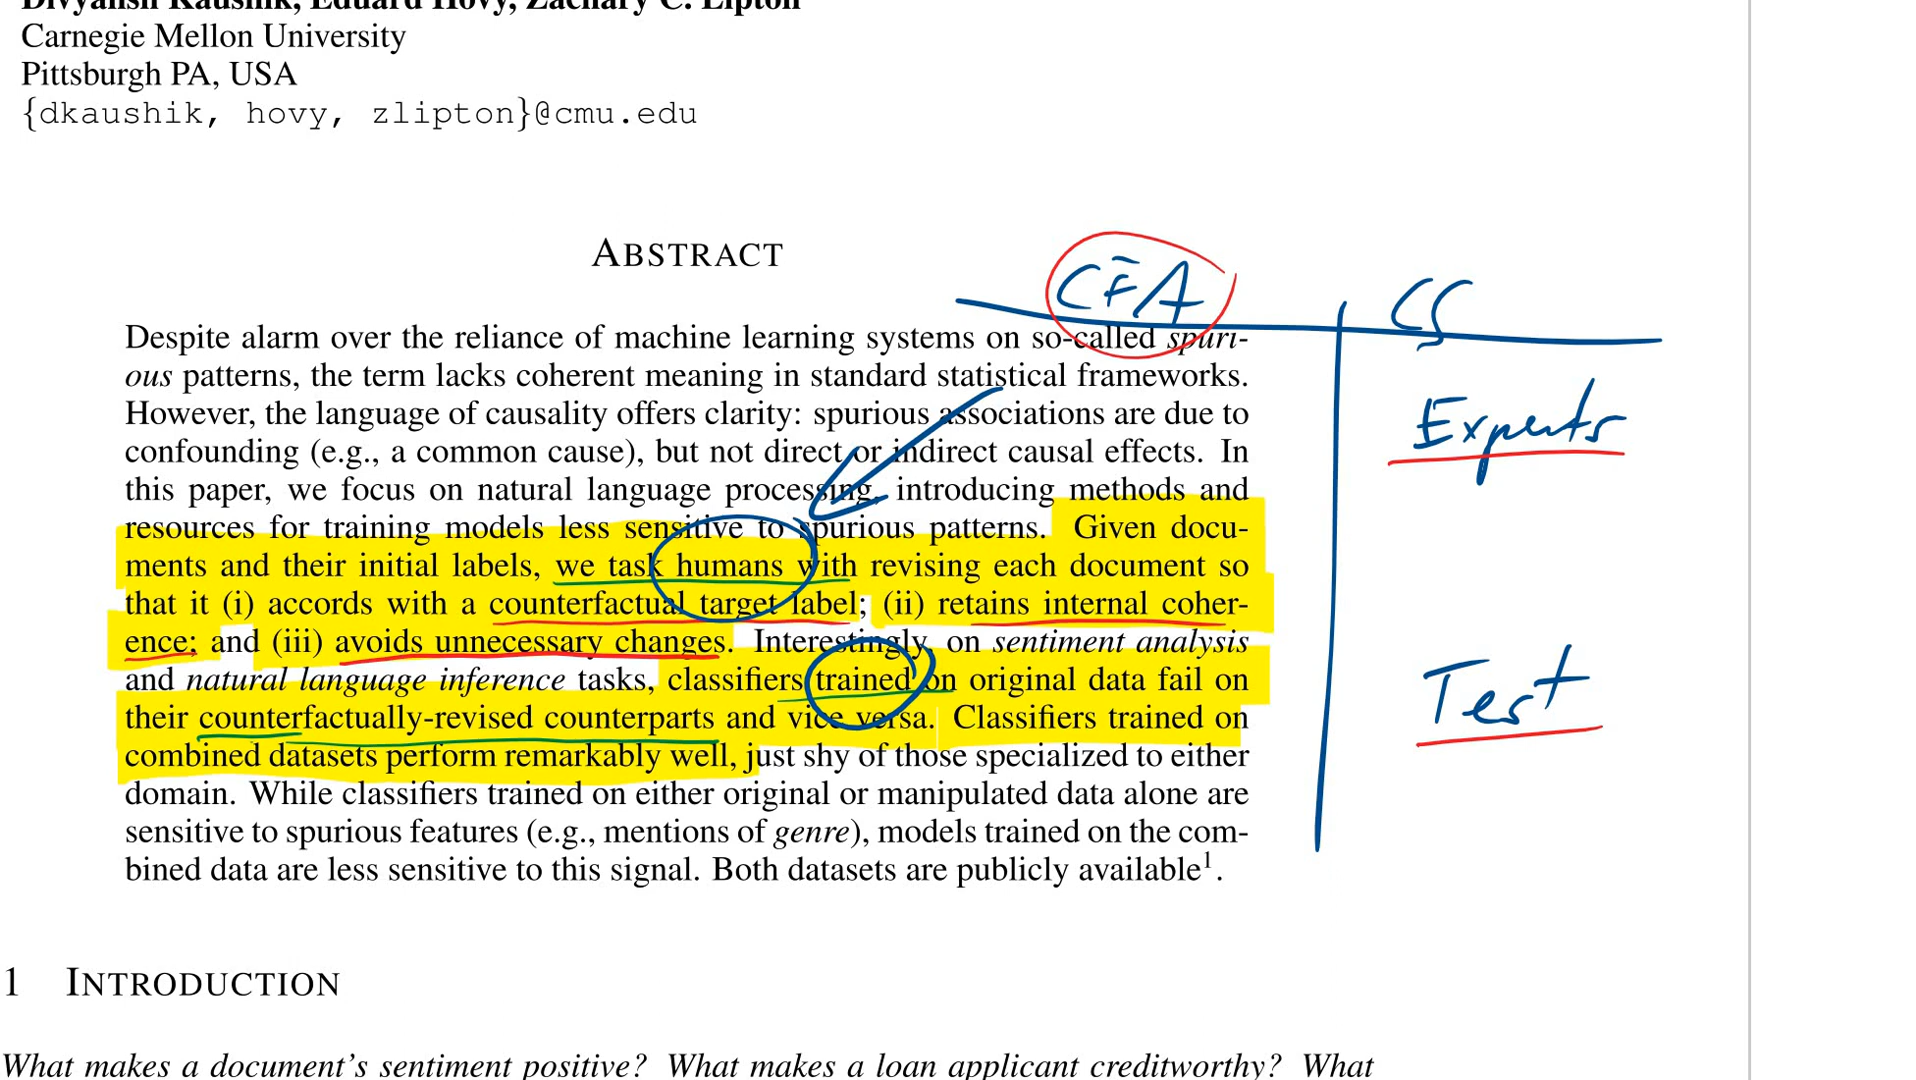 Divyansh Kaushik, Eduard Hovy, Zachary C. Lipton
Carnegie Mellon University
Pittsburgh PA, USA
{dkaushik, hovy, zlipton}@cmu.edu
ABSTRACT
CFA
CS
Despite alarm over the reliance of machine learning systems on so-called spuri-
ous patterns, the term lacks coherent meaning in standard statistical frameworks.
However, the language of causality offers clarity: spurious associations are due to
confounding (e.g., a common cause), but not direct or indirect causal effects. In
this paper, we focus on natural language processing, introducing methods and
resources for training models less sensitive to spurious patterns. Given docu-
ments and their initial labels, we task humans with revising each document so
that it (i) accords with a counterfactual target label; (ii) retains internal coher-
ence; and (iii) avoids unnecessary changes. Interestingly, on sentiment analysis
and natural language inference tasks, classifiers trained on original data fail on
their counterfactually-revised counterparts and vice versa. Classifiers trained on
combined datasets perform remarkably well, just shy of those specialized to either
domain. While classifiers trained on either original or manipulated data alone are
sensitive to spurious features (e.g., mentions of genre), models trained on the com-
bined data are less sensitive to this signal. Both datasets are publicly available1.
Experts
Test
1 INTRODUCTION
What makes a document's sentiment positive? What makes a loan applicant creditworthy? What